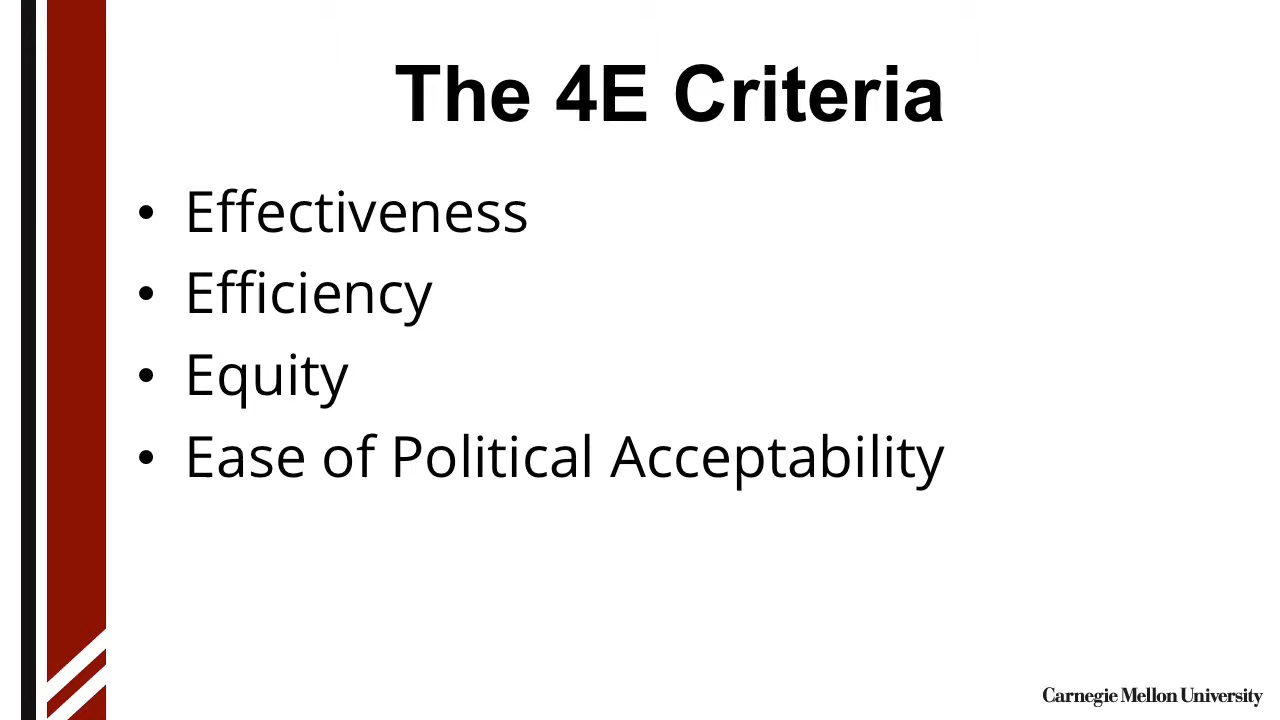 The 4E Criteria
• Effectiveness
• Efficiency
• Equity
• Ease of Political Acceptability
Carnegie Mellon University